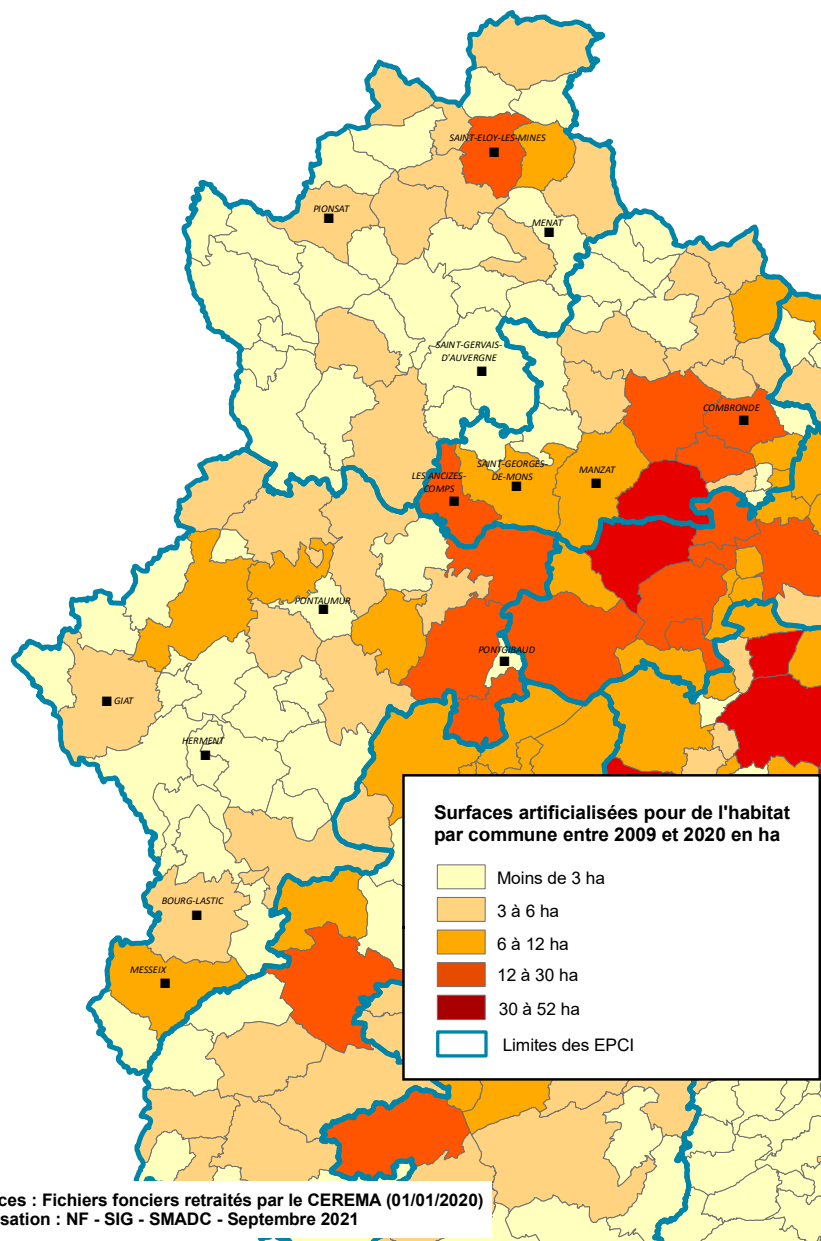 SAINT-ELOY-LES-MINES
PIONSAT
MENAT
SAINT-GERVAIS-
D'AUVERGNE
COMBRONDE
LES ANCIZES-
COMPS
SAINT-GEORGES-
DE-MONS
MANZAT
PONTAUMUR
PONTGIBAUD
GIAT
HERMENT
BOURG-LASTIC
MESSEIX
Surfaces artificialisées pour de l'habitat
par commune entre 2009 et 2020 en ha
Moins de 3 ha
3 à 6 ha
6 à 12 ha
12 à 30 ha
30 à 52 ha
Limites des EPCI
ces : Fichiers fonciers retraités par le CEREMA (01/01/2020)
sation : NF - SIG - SMADC - Septembre 2021